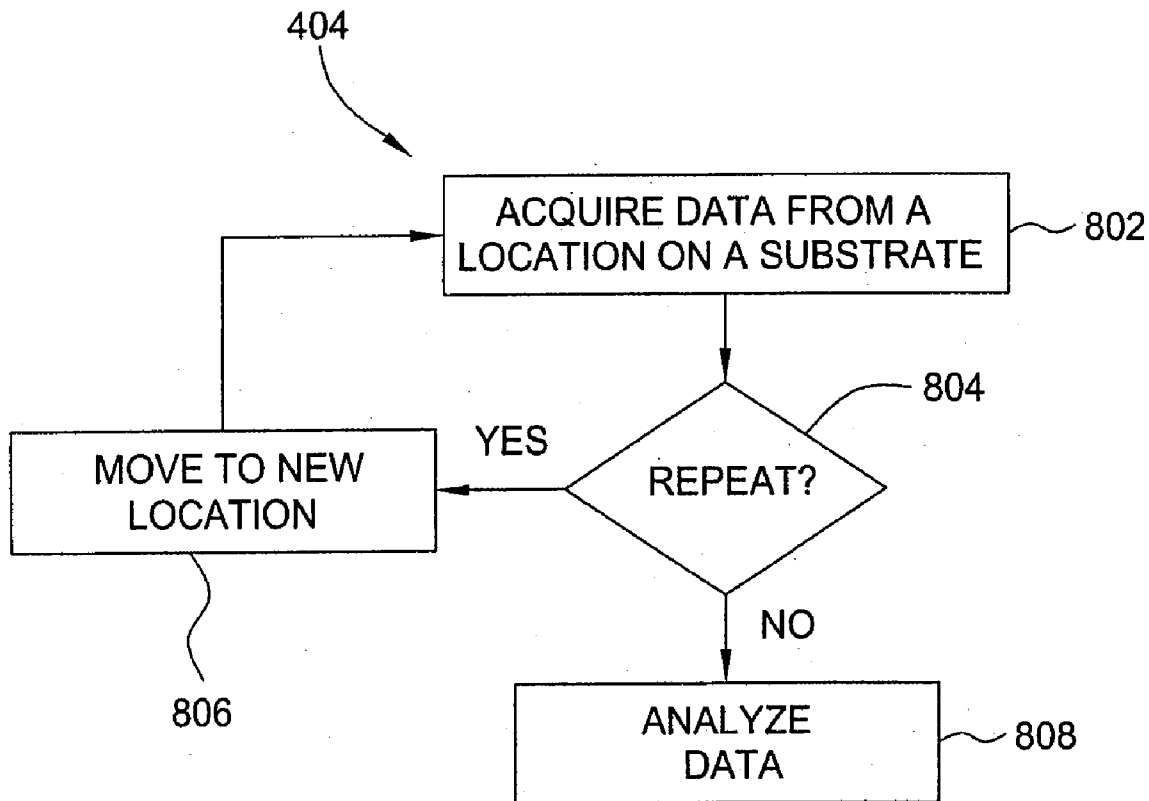 404
ACQUIRE DATA FROM A
LOCATION ON A SUBSTRATE
802
804
YES
REPEAT?
MOVE TO NEW
LOCATION
NO
806
ANALYZE
DATA
808